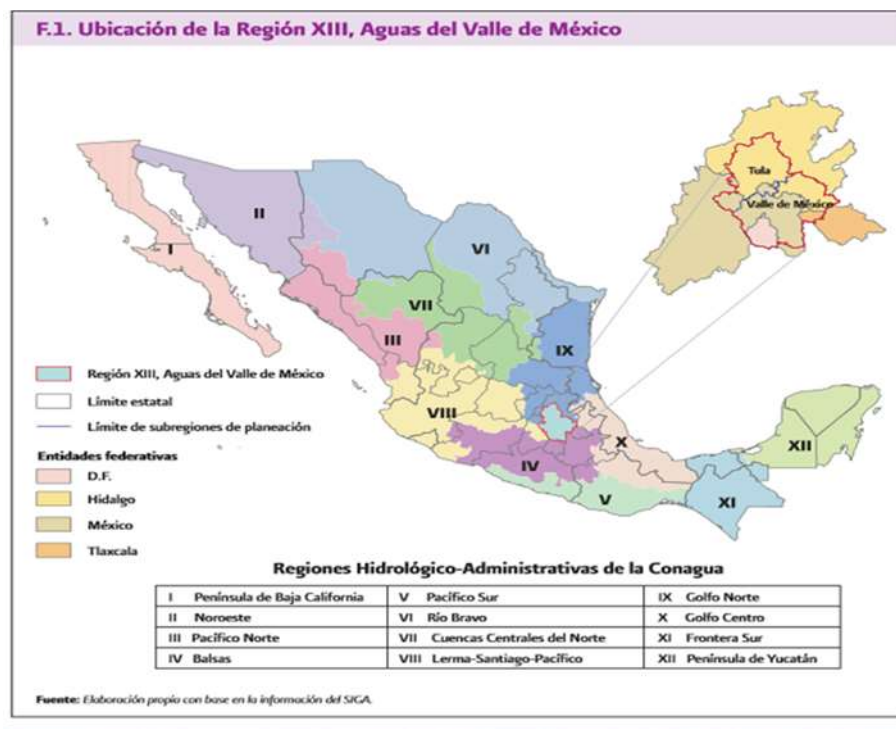 F.1. Ubicación de la Región XIII, Aguas del Valle de México
Tula
Valle de México
I
II
III
IV
V
VI
VII
VIII
IX
X
XI
XII
Región XIII, Aguas del Valle de México
Límite estatal
Límite de subregiones de planeación
Entidades federativas
D.F.
Hidalgo
México
Tlaxcala
Regiones Hidrológico-Administrativas de la Conagua
I Península de Baja California V Pacífico Sur IX Golfo Norte
II Noroeste VI Río Bravo X Golfo Centro
III Pacífico Norte VII Cuencas Centrales del Norte XI Frontera Sur
IV Balsas VIII Lerma-Santiago-Pacífico XII Península de Yucatán
Fuente: Elaboración propia con base en la información del SIGA.